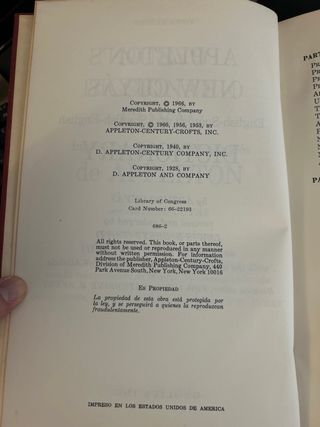 COPYRIGHT, © 1966, BY
Meredith Publishing Company
COPYRIGHT, © 1960, 1956, 1953, BY
APPLETON-CENTURY-CROFTS, INC.
COPYRIGHT, 1940, BY
D. APPLETON-CENTURY COMPANY, INC.
COPYRIGHT, 1928, BY
D. APPLETON AND COMPANY
Library of Congress
Card Number: 66-22193
686-2
All rights reserved. This book, or parts thereof,
must not be used or reproduced in any manner
without written permission. For information
address the publisher, Appleton-Century-Crofts,
Division of Meredith Publishing Company, 440
Park Avenue South, New York, New York 10016
ES PROPIEDAD
La propiedad de esta obra está protegida por
la ley, y se perseguirá a quienes la reproduzcan
fraudulentamente.
IMPRESO EN LOS ESTADOS UNIDOS DE AMERICA